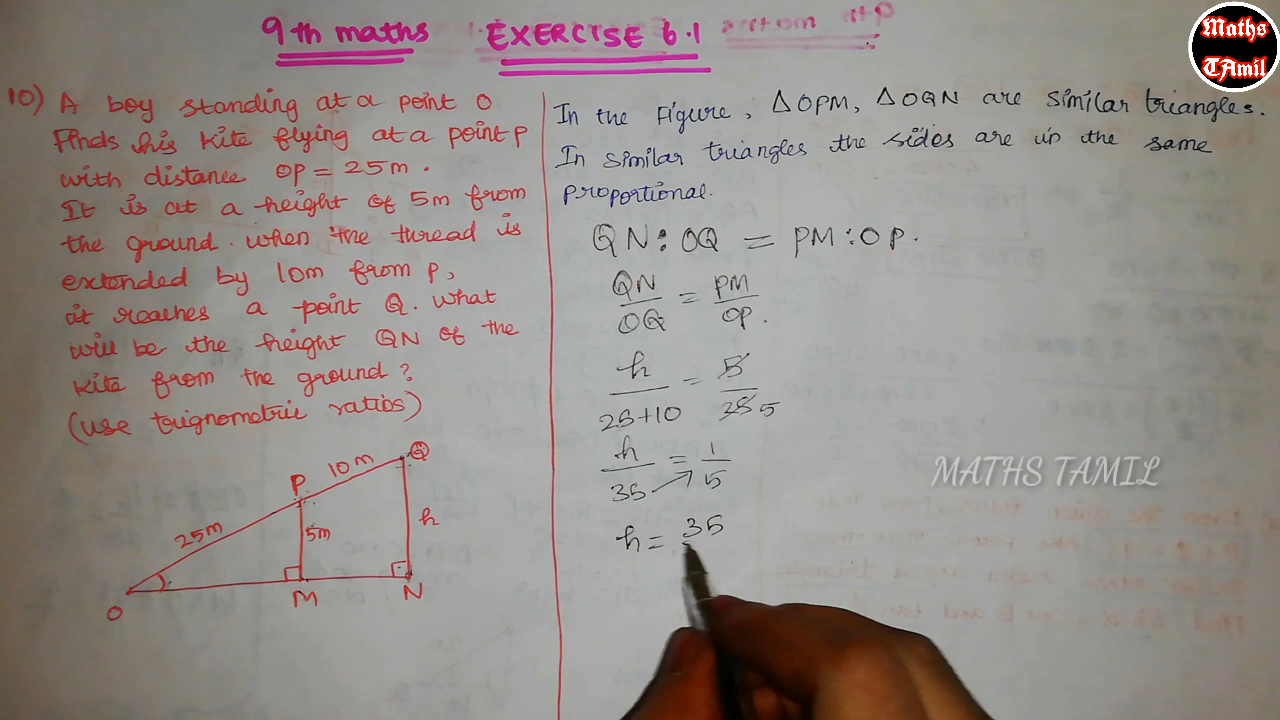 9th maths EXERCISE 6.1
Maths
TAmil
10) A boy standing at a point O
Finds his kite flying at a point P
with distance OP = 25m.
It is at a height of 5m from
the ground. when the thread is
extended by 10m from P,
it reaches a point Q. what
will be the height QN of the
kite from the ground?
(use trignometric ratios)
P 10m Q
25m 5m h
O M N
In the Figure, ΔOPM, ΔOQN are similar triangles.
In similar triangles the sides are in the same
proportional.
QN : OQ = PM : OP.
QN/OQ = PM/OP.
h/25+10 = 5/25 5
h/35 = 1/5
h = 35
MATHS TAMIL